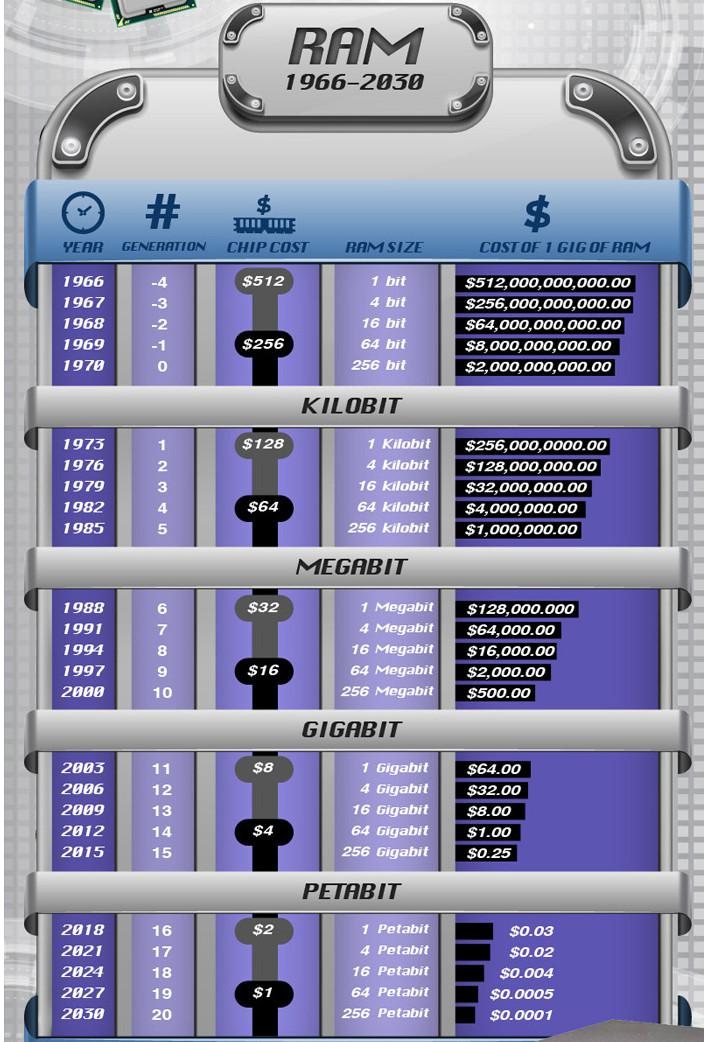 RAM
1966-2030
YEAR # GENERATION $ CHIP COST RAM SIZE $ COST OF 1 GIG OF RAM
1966 -4 $512 1 bit $512,000,000,000.00
1967 -3 4 bit $256,000,000,000.00
1968 -2 16 bit $64,000,000,000.00
1969 -1 $256 64 bit $8,000,000,000.00
1970 0 256 bit $2,000,000,000.00
KILOBIT
1973 1 $128 1 Kilobit $256,000,0000.00
1976 2 4 kilobit $128,000,000.00
1979 3 16 kilobit $32,000,000.00
1982 4 $64 64 kilobit $4,000,000.00
1985 5 256 kilobit $1,000,000.00
MEGABIT
1988 6 $32 1 Megabit $128,000.000
1991 7 4 Megabit $64,000.00
1994 8 16 Megabit $16,000.00
1997 9 $16 64 Megabit $2,000.00
2000 10 256 Megabit $500.00
GIGABIT
2003 11 $8 1 Gigabit $64.00
2006 12 4 Gigabit $32.00
2009 13 16 Gigabit $8.00
2012 14 $4 64 Gigabit $1.00
2015 15 256 Gigabit $0.25
PETABIT
2018 16 $2 1 Petabit $0.03
2021 17 4 Petabit $0.02
2024 18 16 Petabit $0.004
2027 19 $1 64 Petabit $0.0005
2030 20 256 Petabit $0.0001